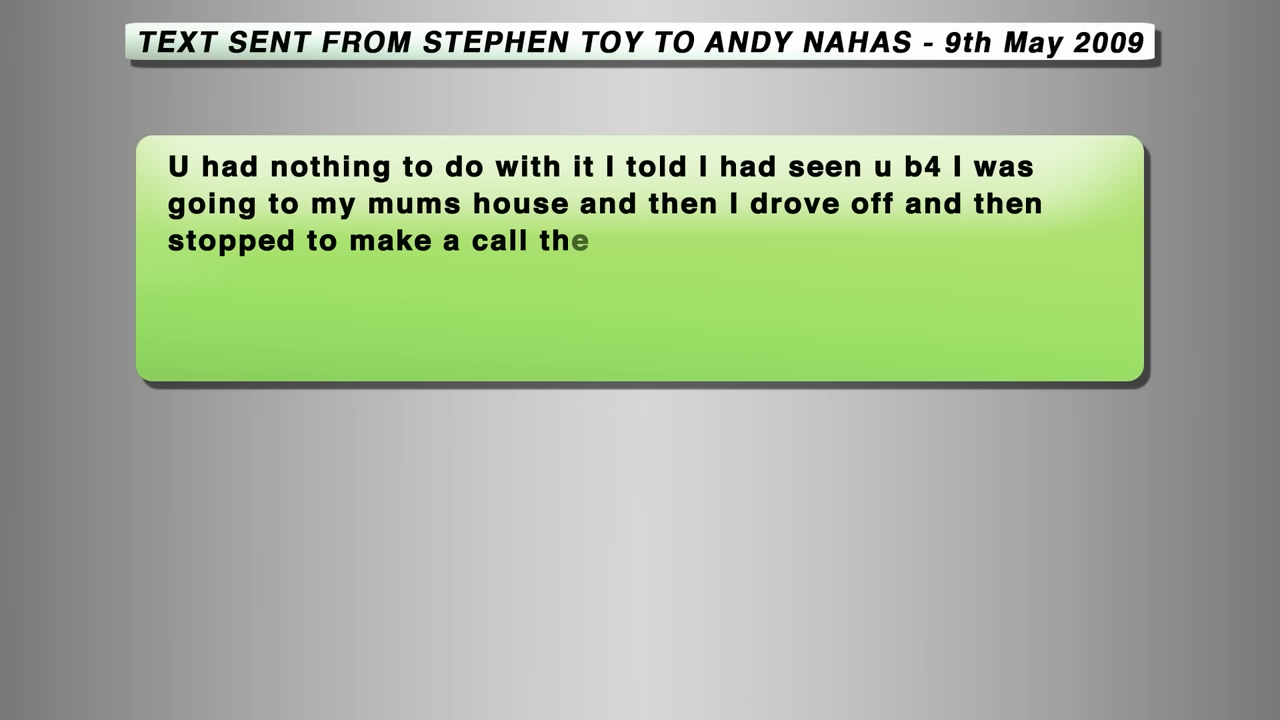 TEXT SENT FROM STEPHEN TOY TO ANDY NAHAS - 9th May 2009
U had nothing to do with it I told I had seen u b4 I was
going to my mums house and then I drove off and then
stopped to make a call the